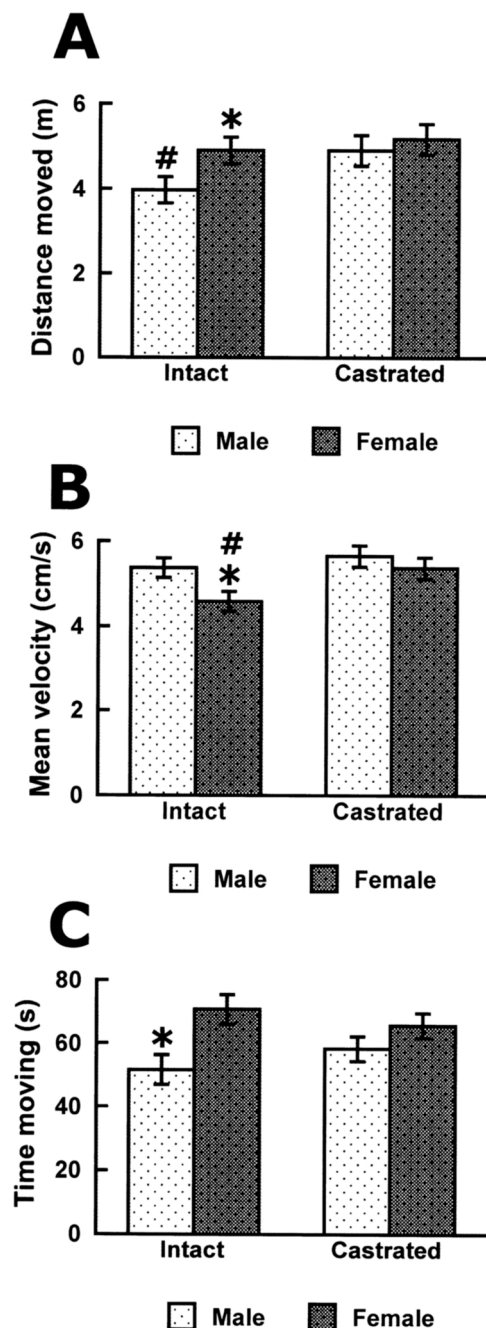 A
Distance moved (m)
6
4
2
0
#
*
Intact
Castrated
Male
Female
B
Mean velocity (cm/s)
6
4
2
0
#
*
Intact
Castrated
Male
Female
C
Time moving (s)
80
60
40
20
0
*
Intact
Castrated
Male
Female